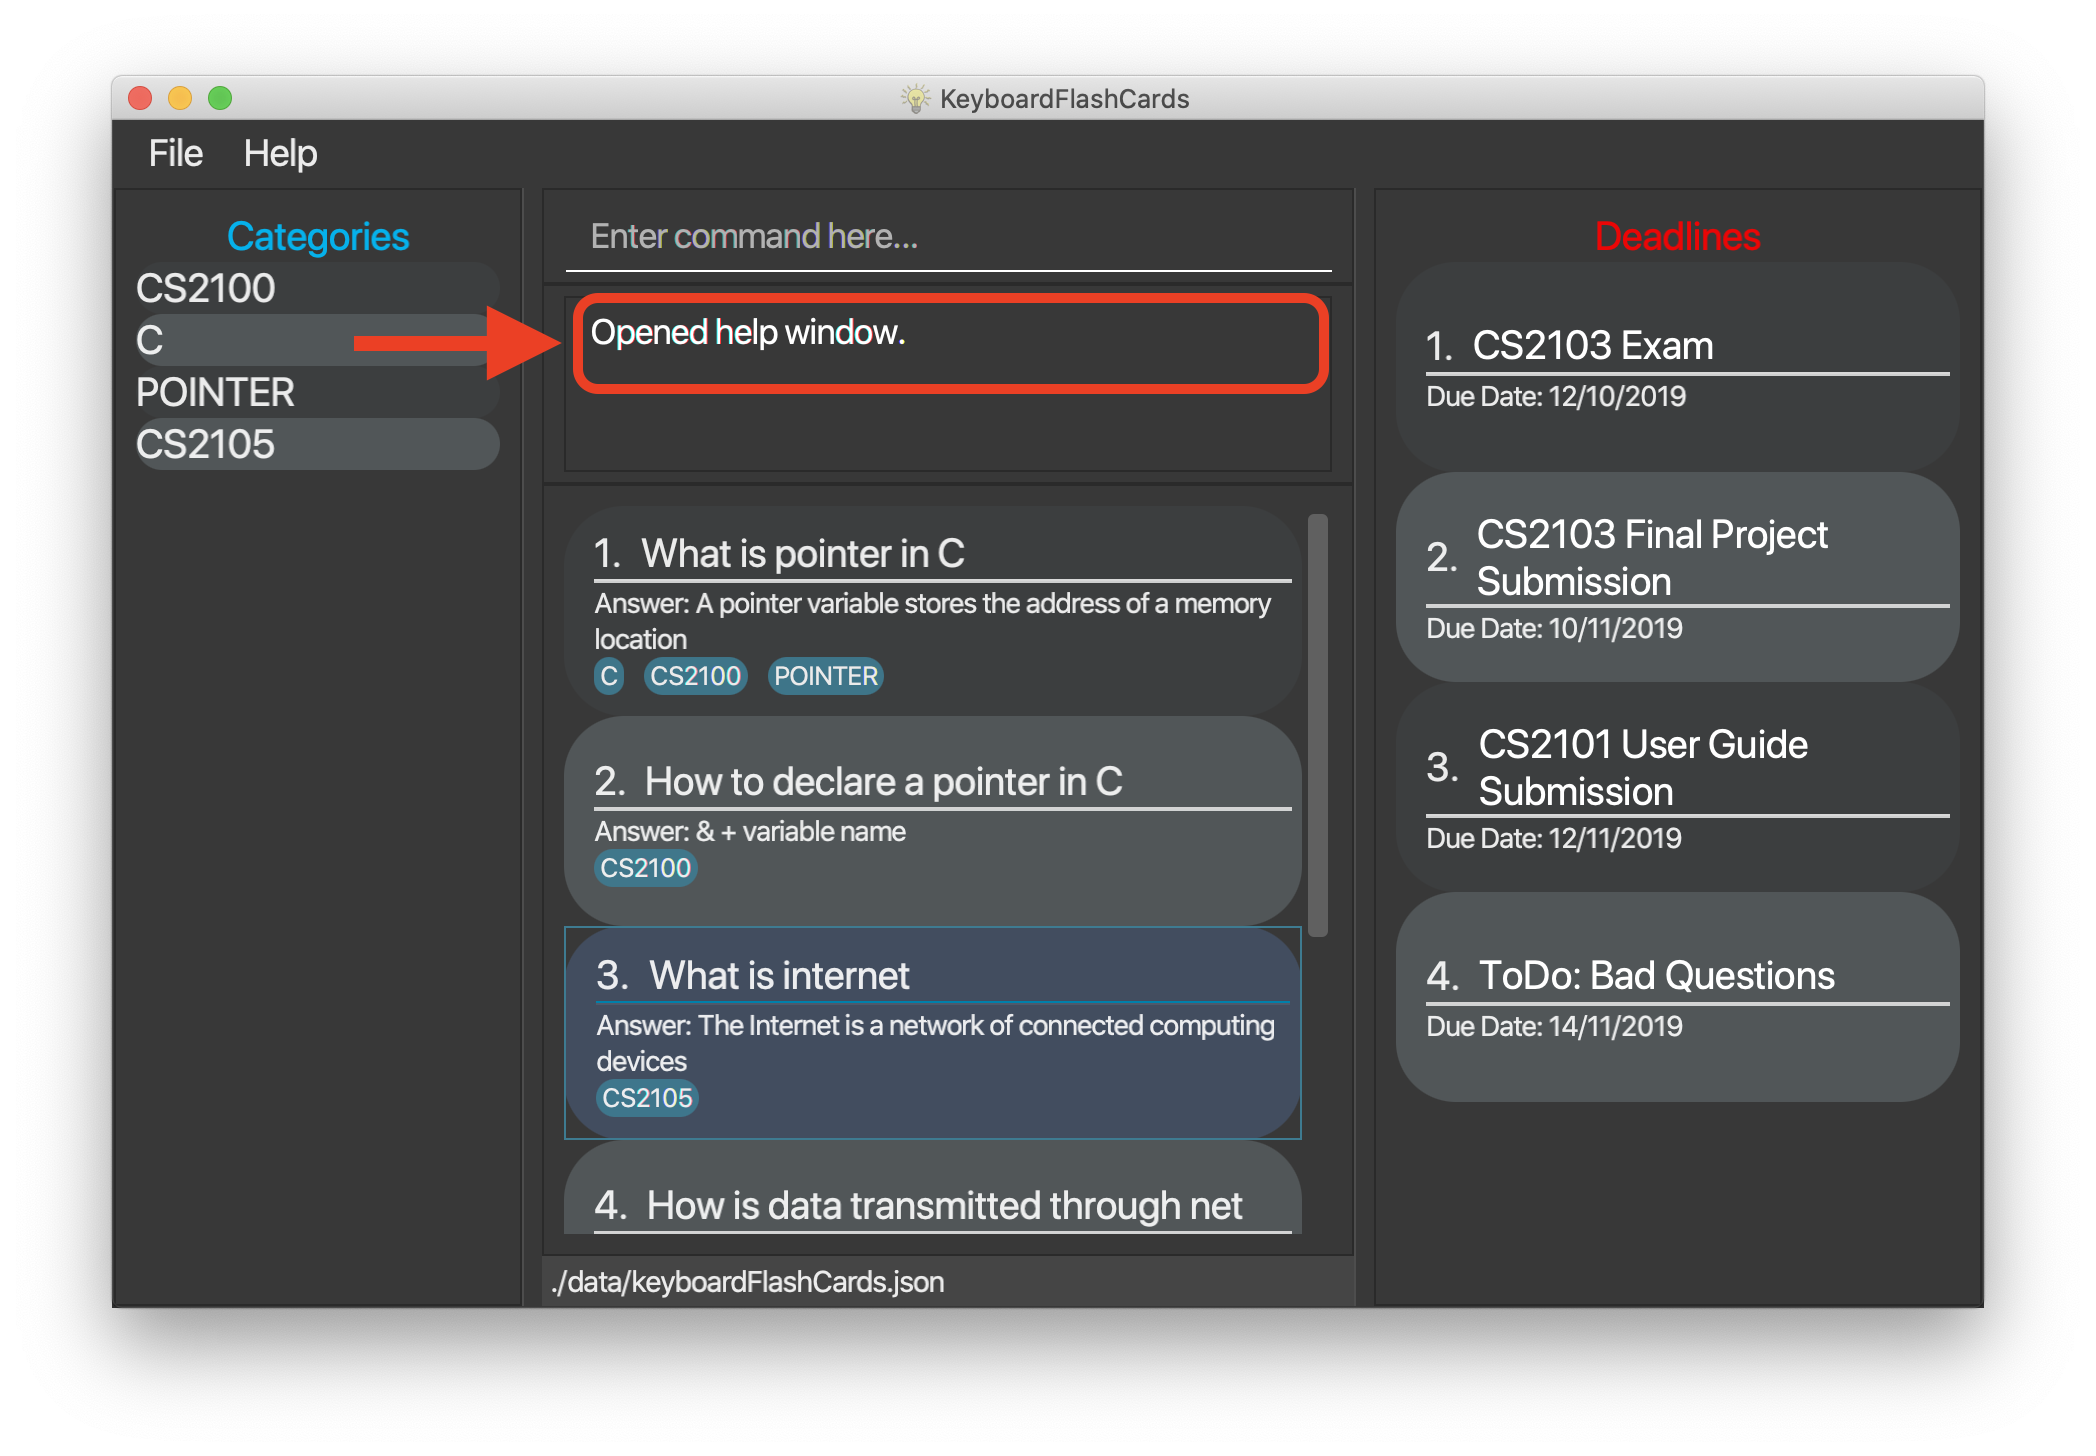 KeyboardFlashCards
File Help
Categories
CS2100
C
POINTER
CS2105
Enter command here...
Opened help window.
1. What is pointer in C
Answer: A pointer variable stores the address of a memory
location
C CS2100 POINTER
2. How to declare a pointer in C
Answer: & + variable name
CS2100
3. What is internet
Answer: The Internet is a network of connected computing
devices
CS2105
4. How is data transmitted through net
./data/keyboardFlashCards.json
Deadlines
1. CS2103 Exam
Due Date: 12/10/2019
2. CS2103 Final Project
Submission
Due Date: 10/11/2019
3. CS2101 User Guide
Submission
Due Date: 12/11/2019
4. ToDo: Bad Questions
Due Date: 14/11/2019